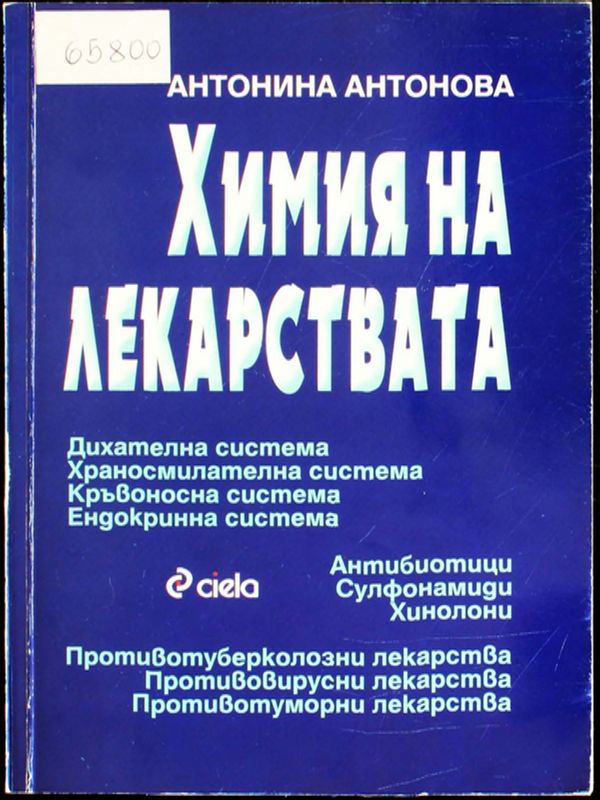 65800
АНТОНИНА АНТОНОВА
ХИМИЯ НА
ЛЕКАРСТВАТА
Дихателна система
Храносмилателна система
Кръвоносна система
Ендокринна система
Антибиотици
ciela Сулфонамиди
Хинолони
Противотуберколозни лекарства
Противовирусни лекарства
Противотуморни лекарства